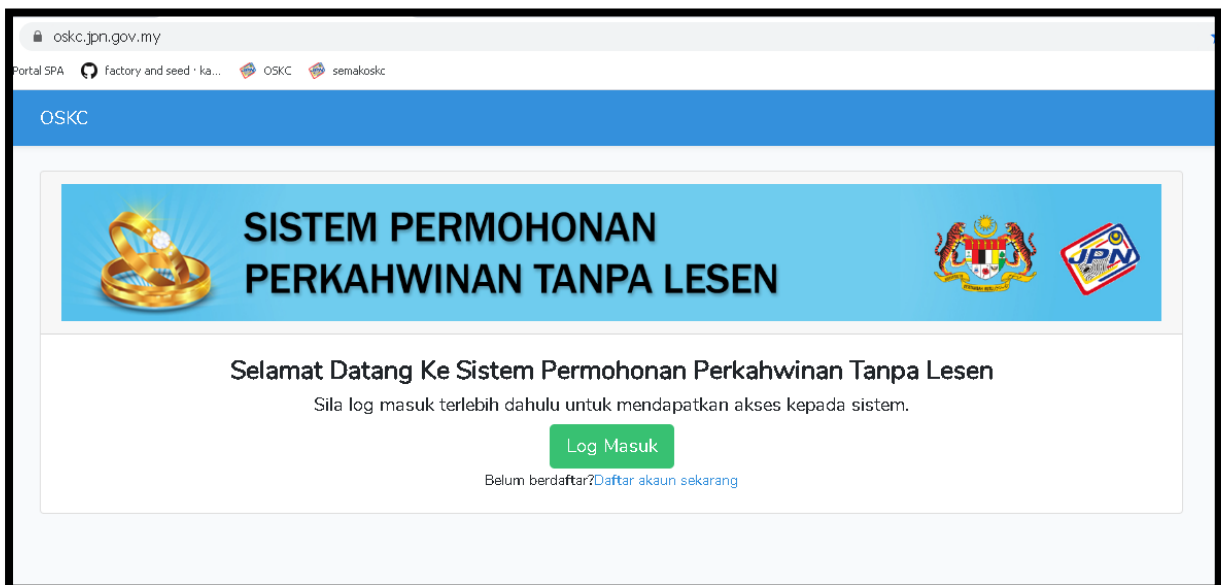 oskc.jpn.gov.my
Portal SPA factory and seed · ka... OSKC semakoskc
OSKC
SISTEM PERMOHONAN
PERKAHWINAN TANPA LESEN
JPN
Selamat Datang Ke Sistem Permohonan Perkahwinan Tanpa Lesen
Sila log masuk terlebih dahulu untuk mendapatkan akses kepada sistem.
Log Masuk
Belum berdaftar?Daftar akaun sekarang